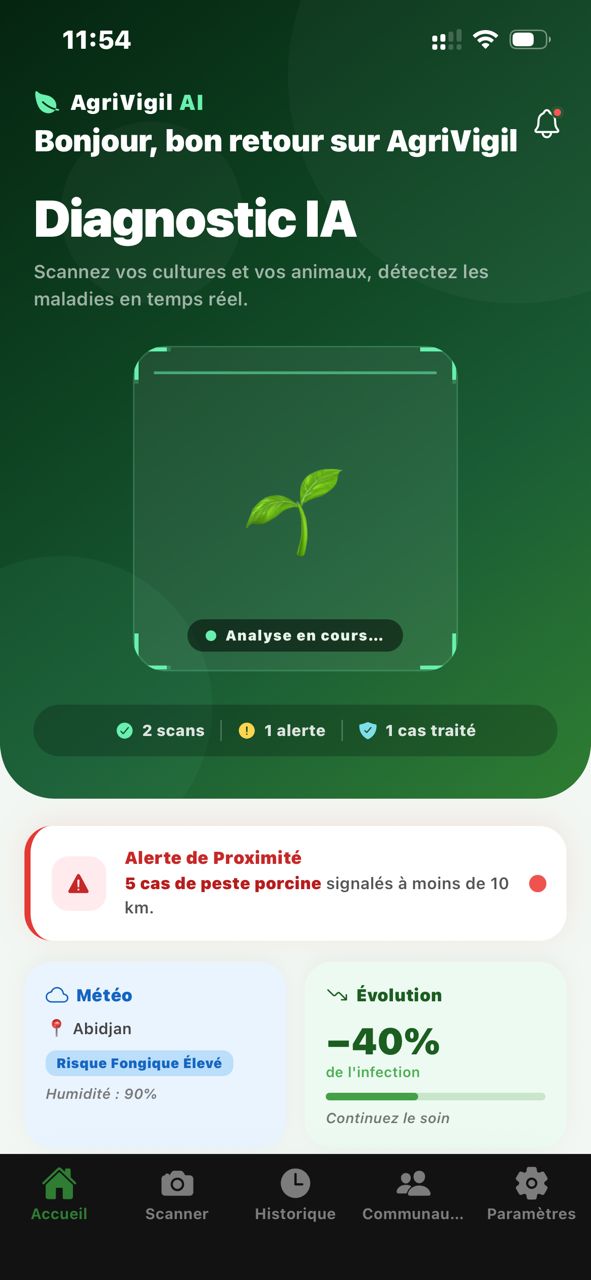 11:54
AgriVigil AI
Bonjour, bon retour sur AgriVigil
Diagnostic IA
Scannez vos cultures et vos animaux, détectez les
maladies en temps réel.
Analyse en cours...
2 scans
1 alerte
1 cas traité
Alerte de Proximité
5 cas de peste porcine signalés à moins de 10
km.
Météo
Abidjan
Risque Fongique Élevé
Humidité : 90%
Évolution
−40%
de l'infection
Continuez le soin
Accueil
Scanner
Historique
Communau...
Paramètres